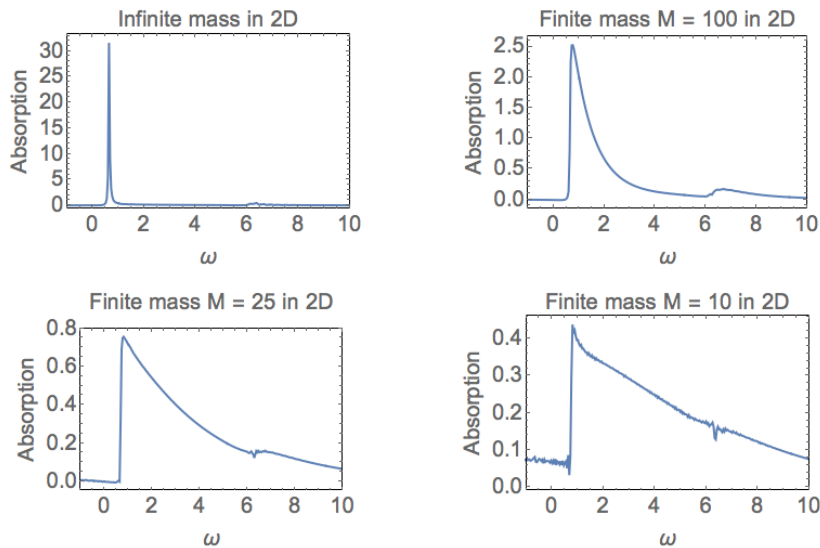 Infinite mass in 2D
Absorption
30
25
20
15
10
5
0
0 2 4 6 8 10
ω
Finite mass M = 100 in 2D
Absorption
2.5
2.0
1.5
1.0
0.5
0.0
0 2 4 6 8 10
ω
Finite mass M = 25 in 2D
Absorption
0.8
0.6
0.4
0.2
0.0
0 2 4 6 8 10
ω
Finite mass M = 10 in 2D
Absorption
0.4
0.3
0.2
0.1
0.0
0 2 4 6 8 10
ω